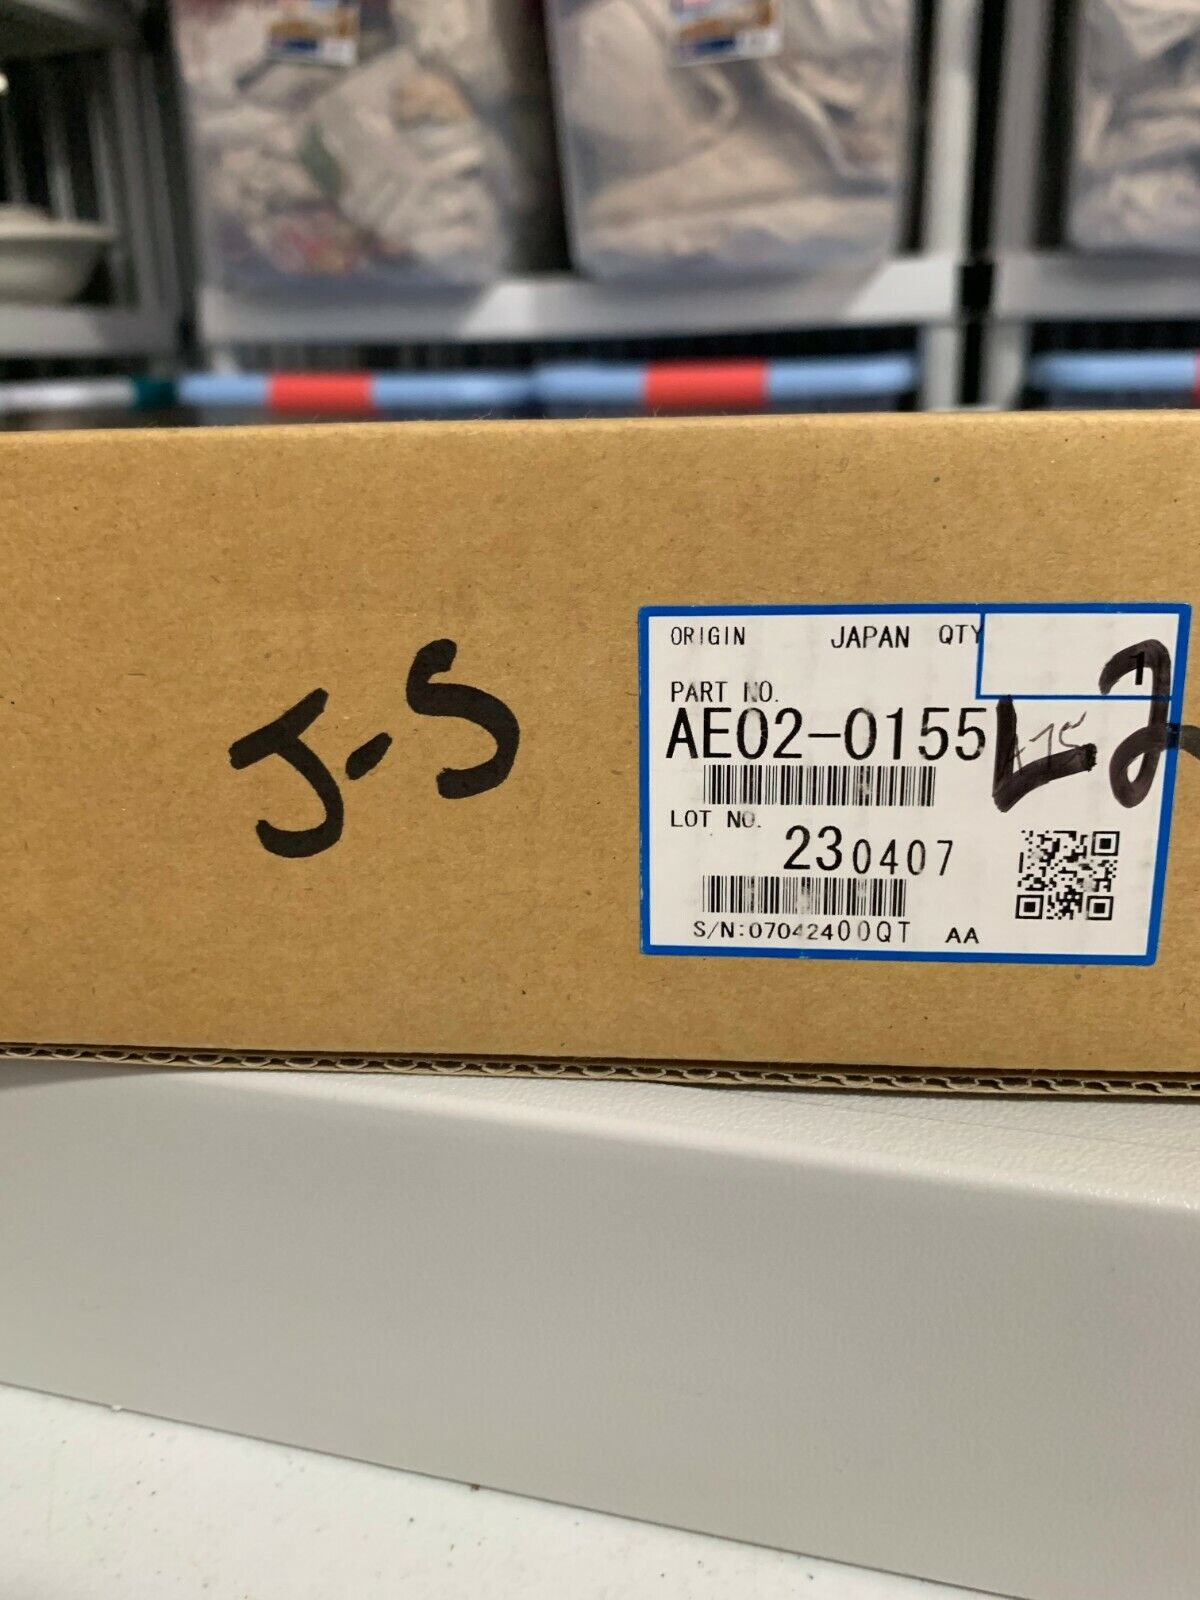 J-S
ORIGIN JAPAN QTY 1
PART NO.
AE02-0155
L2
LOT NO.
230407
S/N:07042400QT AA